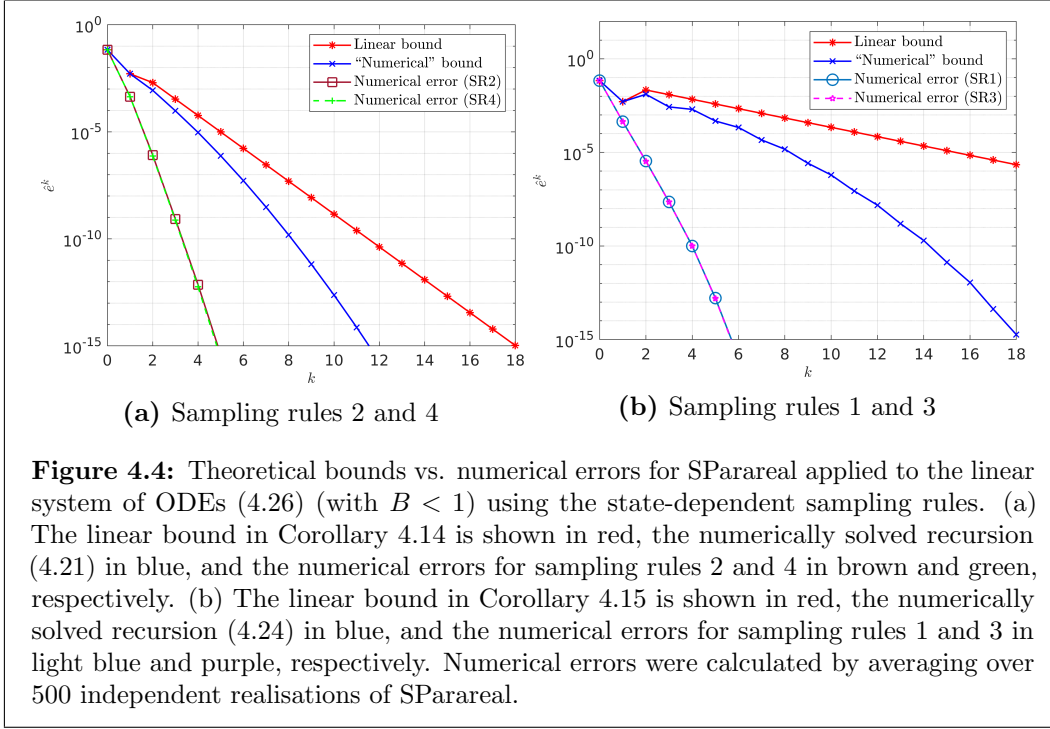 10^0
10^-5
10^-10
10^-15
ê^k
0 2 4 6 8 10 12 14 16 18
k
Linear bound
“Numerical” bound
Numerical error (SR2)
Numerical error (SR4)
(a) Sampling rules 2 and 4
10^0
10^-5
10^-10
10^-15
ê^k
0 2 4 6 8 10 12 14 16 18
k
Linear bound
“Numerical” bound
Numerical error (SR1)
Numerical error (SR3)
(b) Sampling rules 1 and 3
Figure 4.4: Theoretical bounds vs. numerical errors for SParareal applied to the linear
system of ODEs (4.26) (with B < 1) using the state-dependent sampling rules. (a)
The linear bound in Corollary 4.14 is shown in red, the numerically solved recursion
(4.21) in blue, and the numerical errors for sampling rules 2 and 4 in brown and green,
respectively. (b) The linear bound in Corollary 4.15 is shown in red, the numerically
solved recursion (4.24) in blue, and the numerical errors for sampling rules 1 and 3 in
light blue and purple, respectively. Numerical errors were calculated by averaging over
500 independent realisations of SParareal.